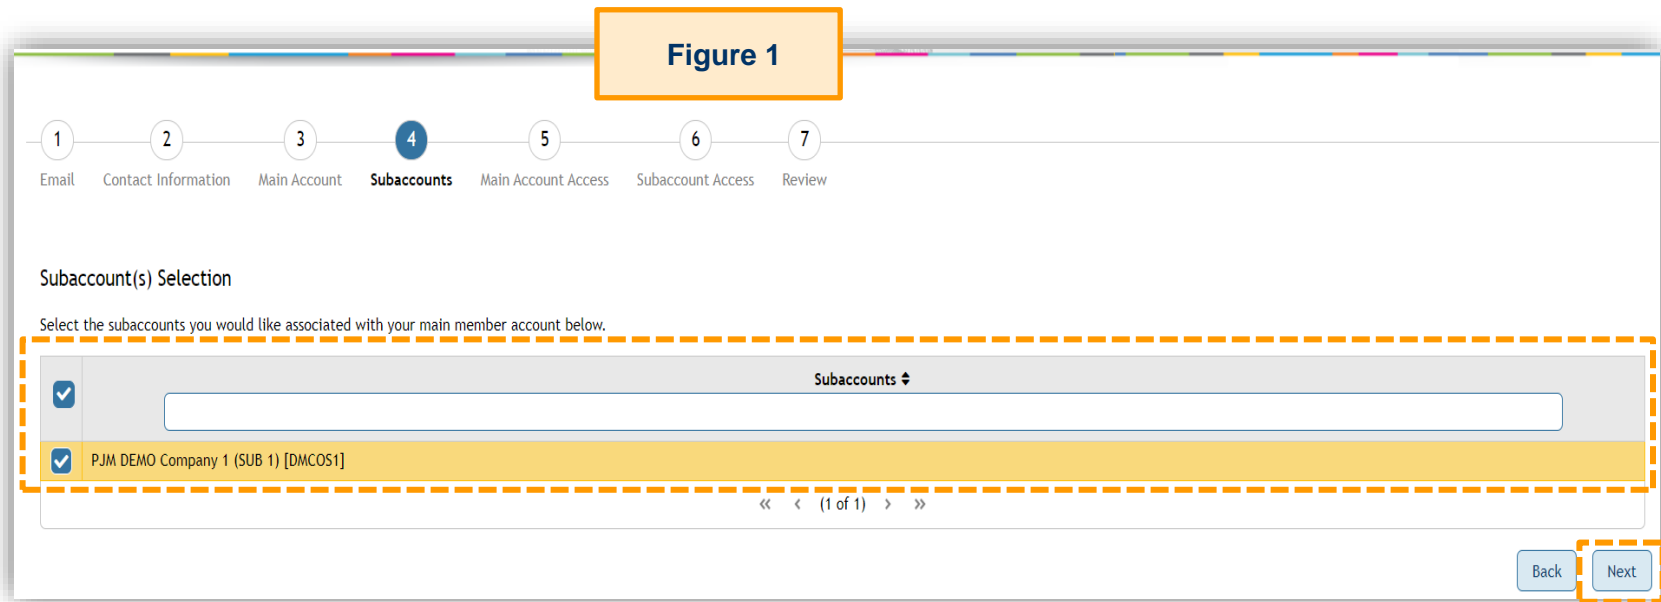 Figure 1
1 2 3 4 5 6 7
Email Contact Information Main Account Subaccounts Main Account Access Subaccount Access Review
Subaccount(s) Selection
Select the subaccounts you would like associated with your main member account below.
Subaccounts
PJM DEMO Company 1 (SUB 1) [DMCOS1]
« ‹ (1 of 1) › »
Back Next